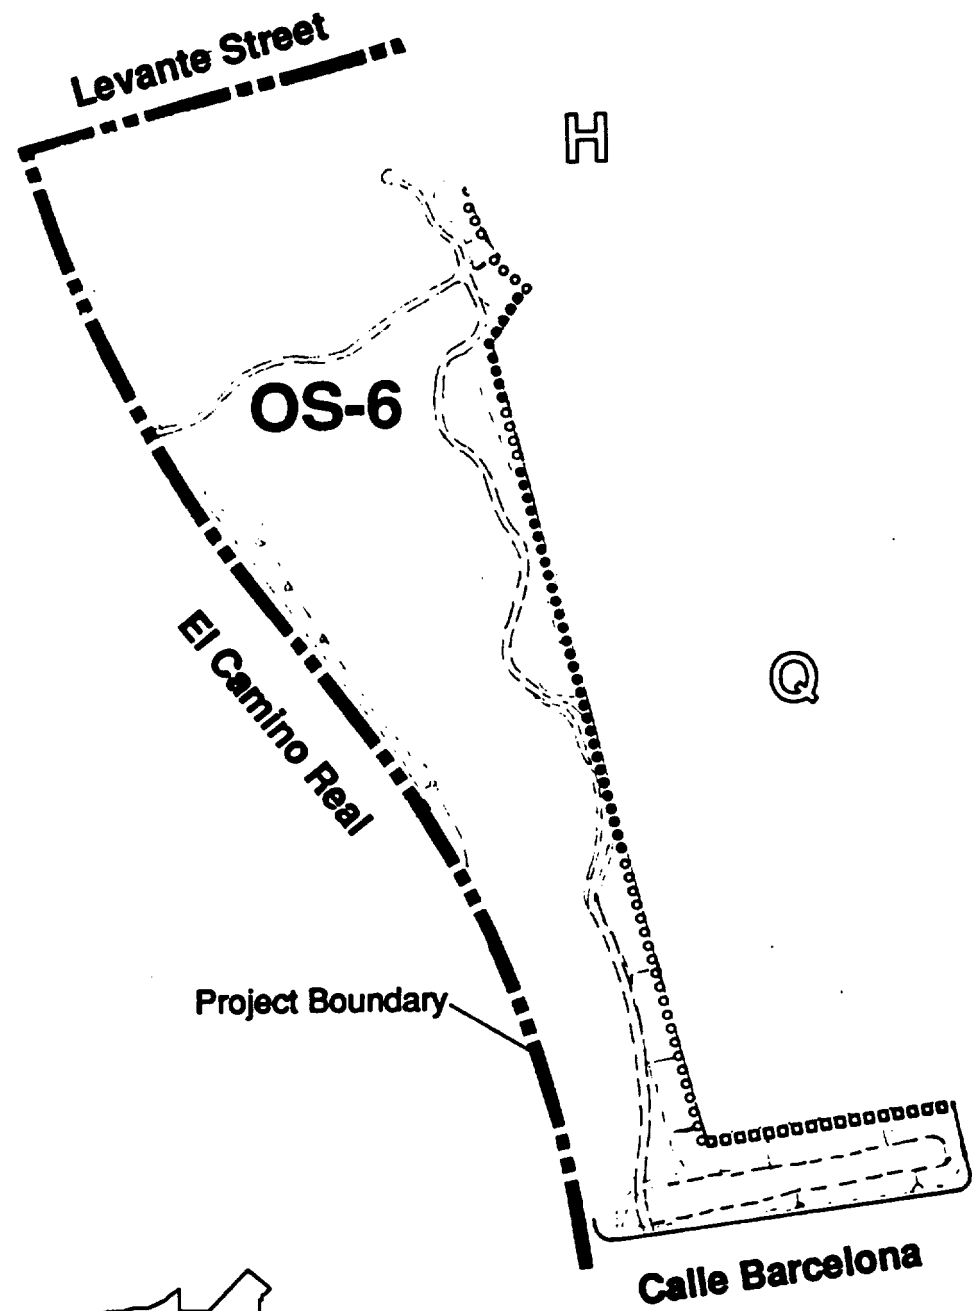 Levante Street
H
OS-6
El Camino Real
Q
Project Boundary
Calle Barcelona